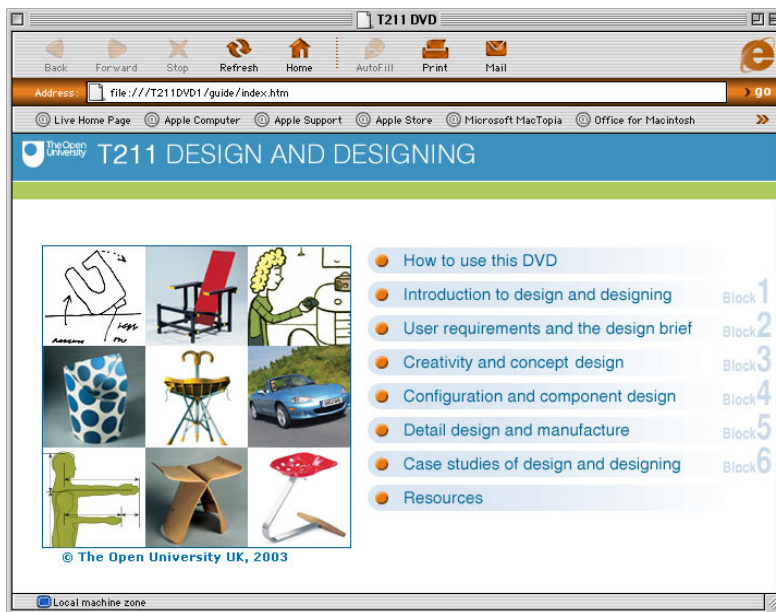 T211 DVD
Back Forward Stop Refresh Home AutoFill Print Mail
Address: file:///T211DVD1/guide/index.htm go
Live Home Page Apple Computer Apple Support Apple Store Microsoft MacTopia Office for Macintosh
The Open University T211 DESIGN AND DESIGNING
How to use this DVD
Introduction to design and designing Block 1
User requirements and the design brief Block 2
Creativity and concept design Block 3
Configuration and component design Block 4
Detail design and manufacture Block 5
Case studies of design and designing Block 6
Resources
© The Open University UK, 2003
Local machine zone